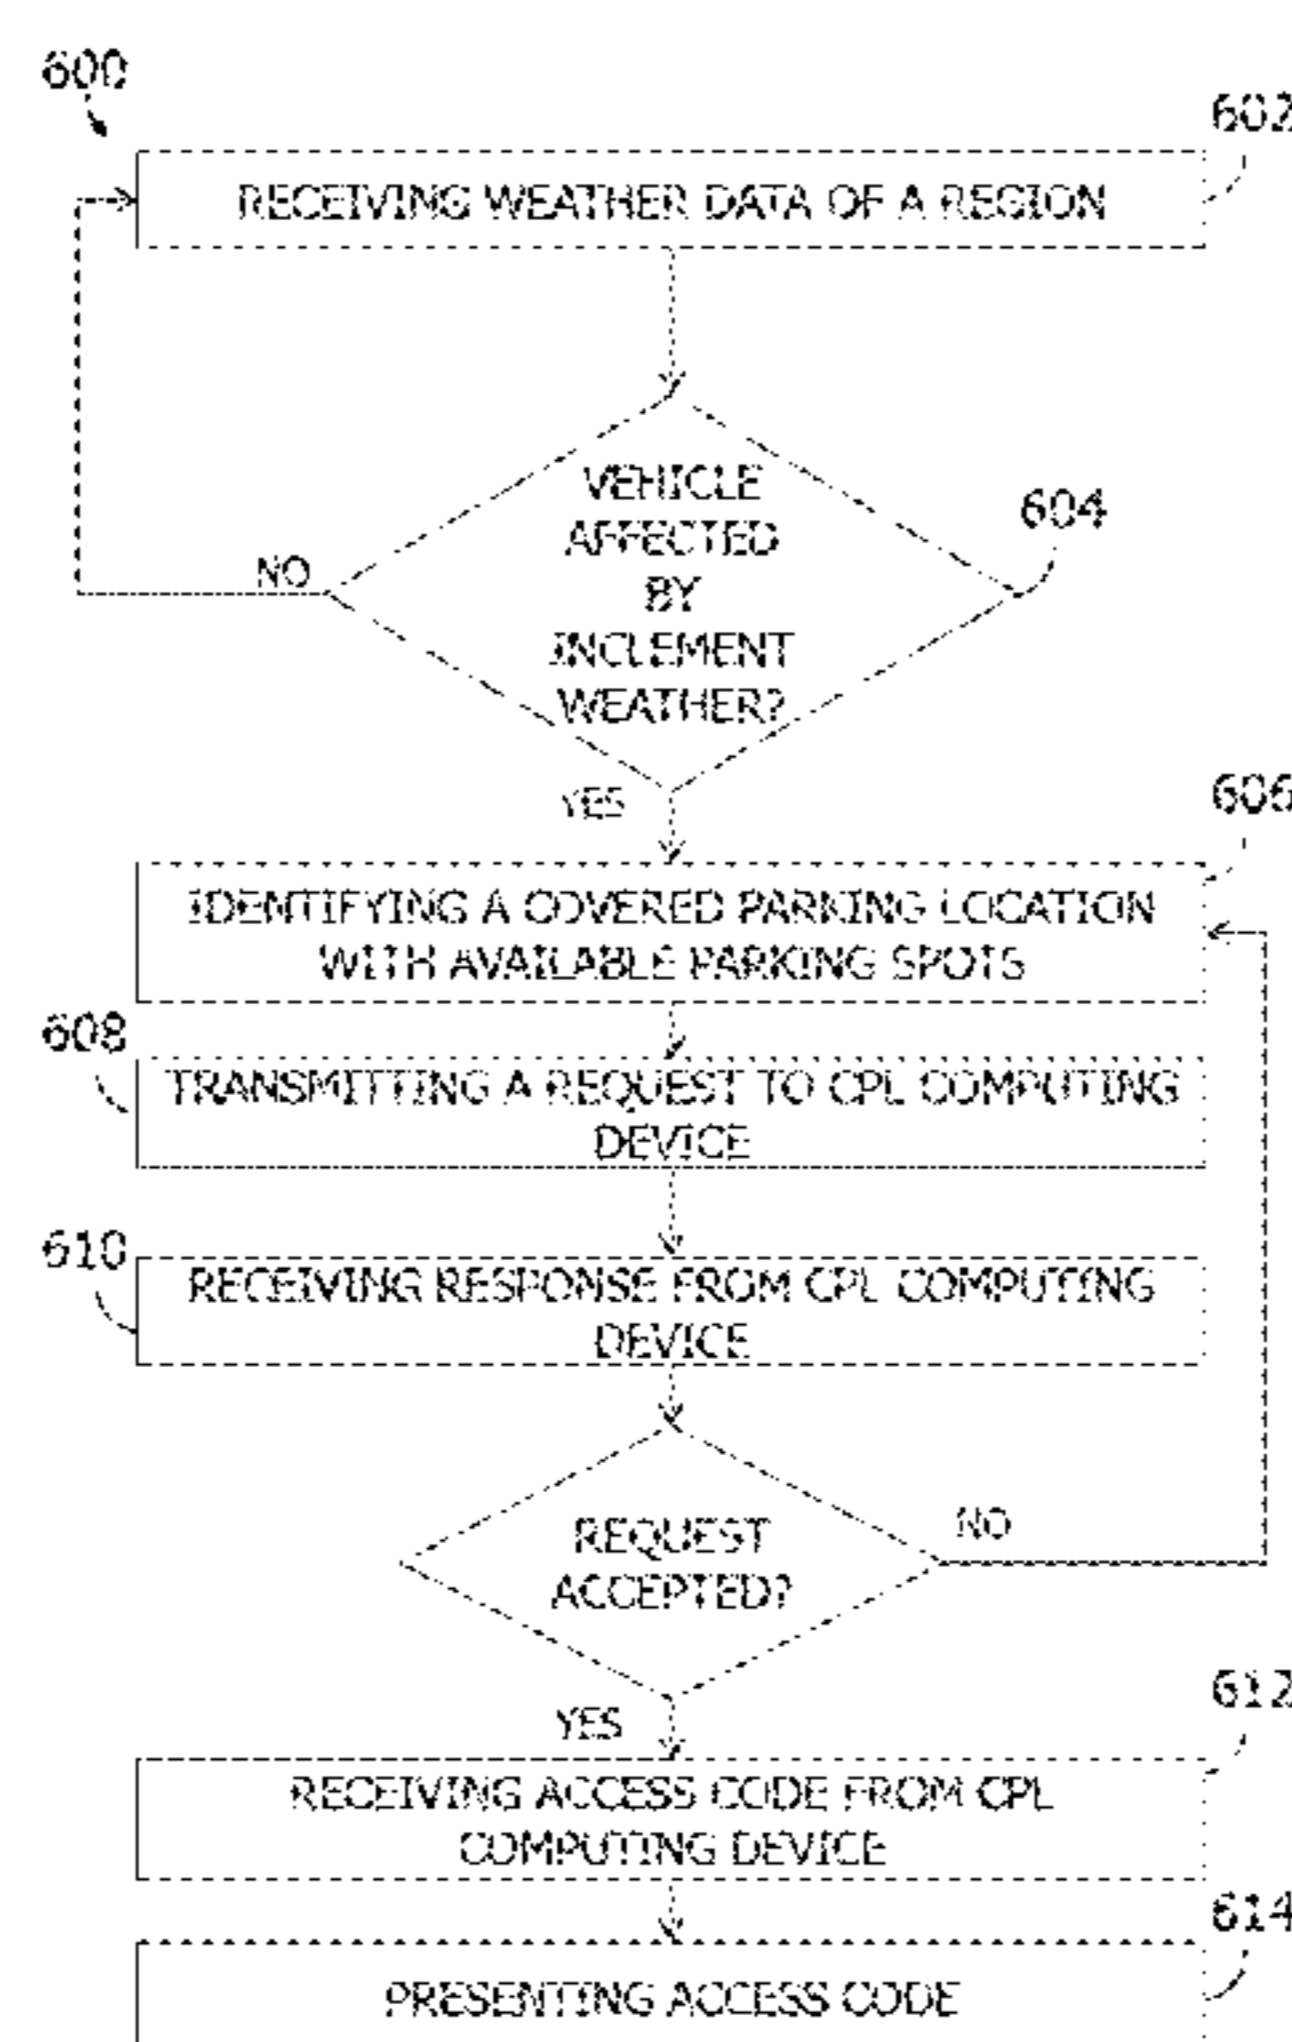 600
602
RECEIVING WEATHER DATA OF A REGION
VEHICLE
AFFECTED
BY
INCLEMENT
WEATHER?
604
NO
YES
606
IDENTIFYING A COVERED PARKING LOCATION
WITH AVAILABLE PARKING SPOTS
608
TRANSMITTING A REQUEST TO CPL COMPUTING
DEVICE
610
RECEIVING RESPONSE FROM CPL COMPUTING
DEVICE
REQUEST
ACCEPTED?
NO
YES
612
RECEIVING ACCESS CODE FROM CPL
COMPUTING DEVICE
614
PRESENTING ACCESS CODE